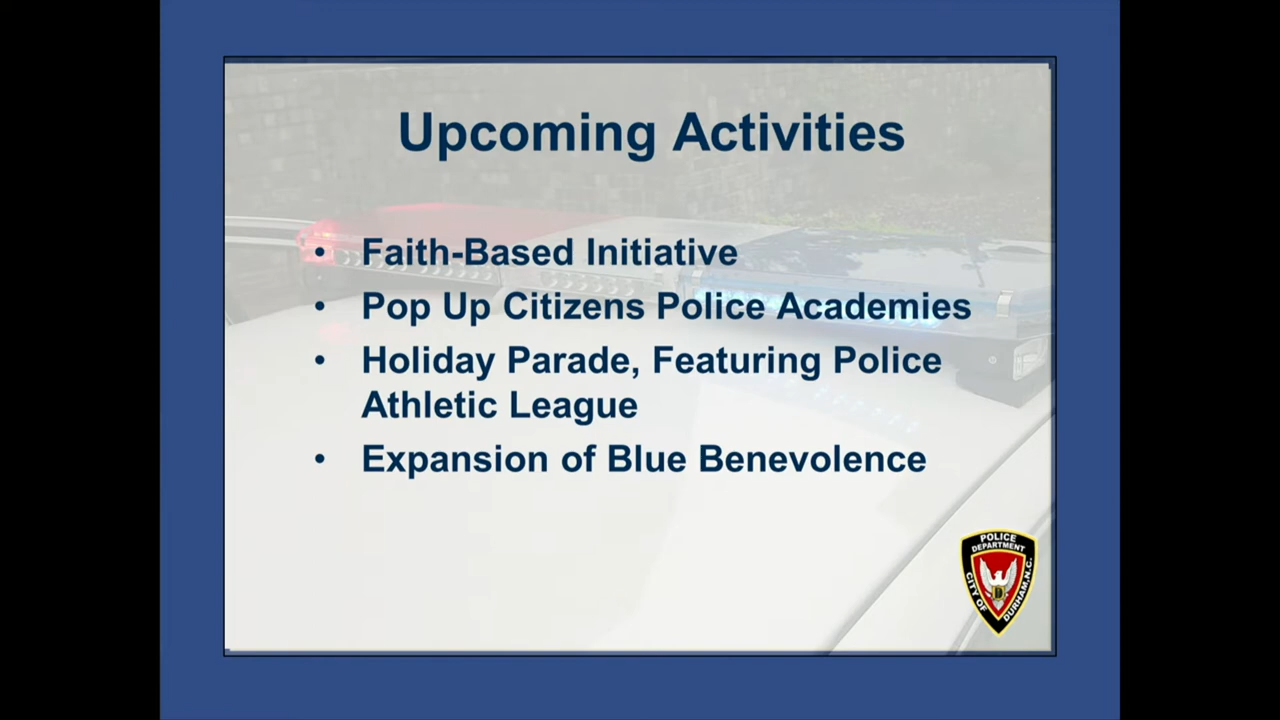 Upcoming Activities
• Faith-Based Initiative
• Pop Up Citizens Police Academies
• Holiday Parade, Featuring Police
Athletic League
• Expansion of Blue Benevolence
POLICE
DEPARTMENT
CITY OF DURHAM, N.C.
D